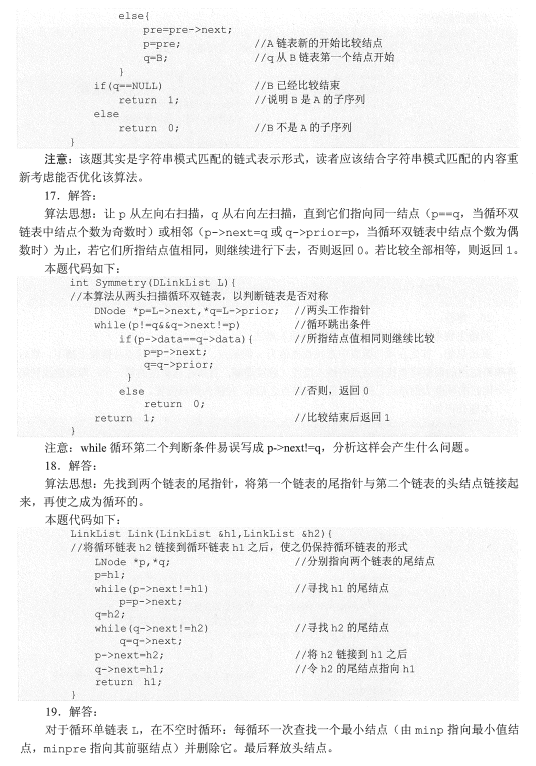 else{
pre=pre->next;
p=pre; //A 链表新的开始比较结点
q=B; //q 从 B 链表第一个结点开始
}
if(q==NULL) //B 已经比较结束
return 1; //说明 B 是 A 的子序列
else
return 0; //B 不是 A 的子序列
}
注意：该题其实是字符串模式匹配的链式表示形式，读者应该结合字符串模式匹配的内容重
新考虑能否优化该算法。
17．解答：
算法思想：让 p 从左向右扫描，q 从右向左扫描，直到它们指向同一结点（p==q，当循环双
链表中结点个数为奇数时）或相邻（p->next=q 或 q->prior=p，当循环双链表中结点个数为偶
数时）为止，若它们所指结点值相同，则继续进行下去，否则返回 0。若比较全部相等，则返回 1。
本题代码如下：
int Symmetry(DLinkList L){
//本算法从两头扫描循环双链表，以判断链表是否对称
DNode *p=L->next,*q=L->prior; //两头工作指针
while(p!=q&&q->next!=p) //循环跳出条件
if(p->data==q->data){ //所指结点值相同则继续比较
p=p->next;
q=q->prior;
}
else //否则，返回 0
return 0;
return 1; //比较结束后返回 1
}
注意：while 循环第二个判断条件易误写成 p->next!=q，分析这样会产生什么问题。
18．解答：
算法思想：先找到两个链表的尾指针，将第一个链表的尾指针与第二个链表的头结点链接起
来，再使之成为循环的。
本题代码如下：
LinkList Link(LinkList &h1,LinkList &h2){
//将循环链表 h2 链接到循环链表 h1 之后，使之仍保持循环链表的形式
LNode *p,*q; //分别指向两个链表的尾结点
p=h1;
while(p->next!=h1) //寻找 h1 的尾结点
p=p->next;
q=h2;
while(q->next!=h2) //寻找 h2 的尾结点
q=q->next;
p->next=h2; //将 h2 链接到 h1 之后
q->next=h1; //令 h2 的尾结点指向 h1
return h1;
}
19．解答：
对于循环单链表 L，在不空时循环：每循环一次查找一个最小结点（由 minp 指向最小值结
点，minpre 指向其前驱结点）并删除它。最后释放头结点。